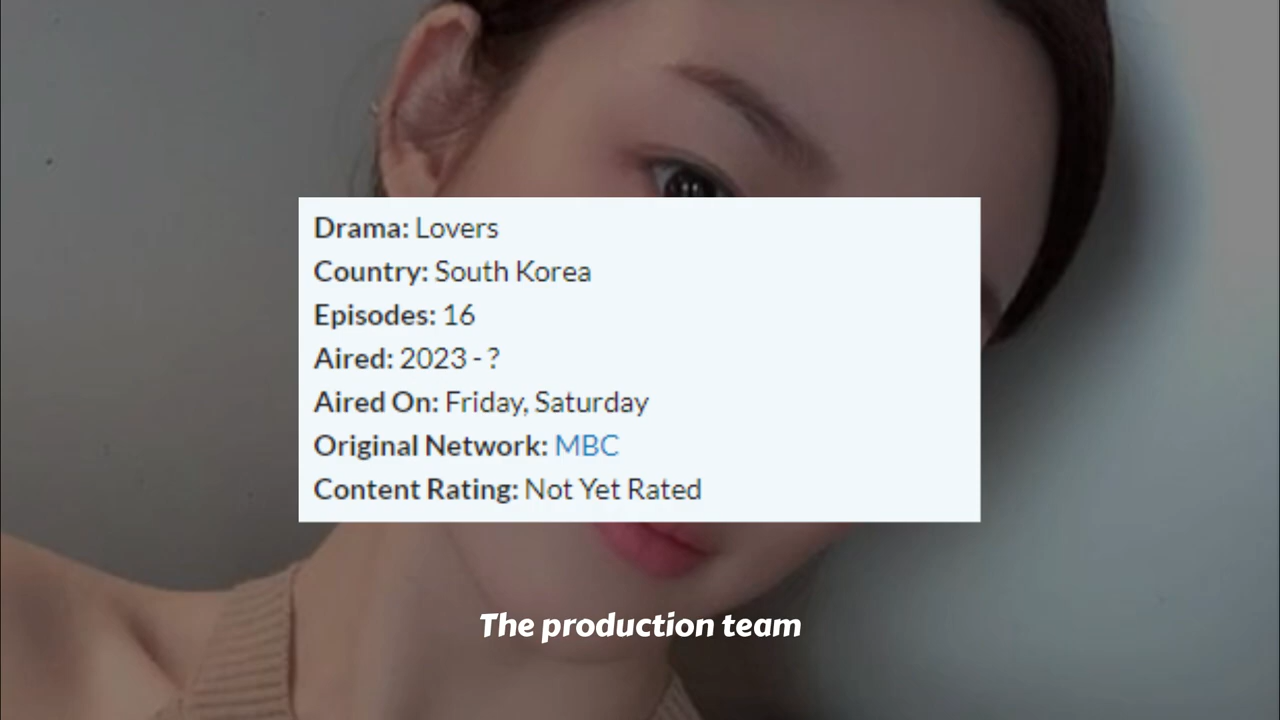 Drama: Lovers
Country: South Korea
Episodes: 16
Aired: 2023 - ?
Aired On: Friday, Saturday
Original Network: MBC
Content Rating: Not Yet Rated
The production team